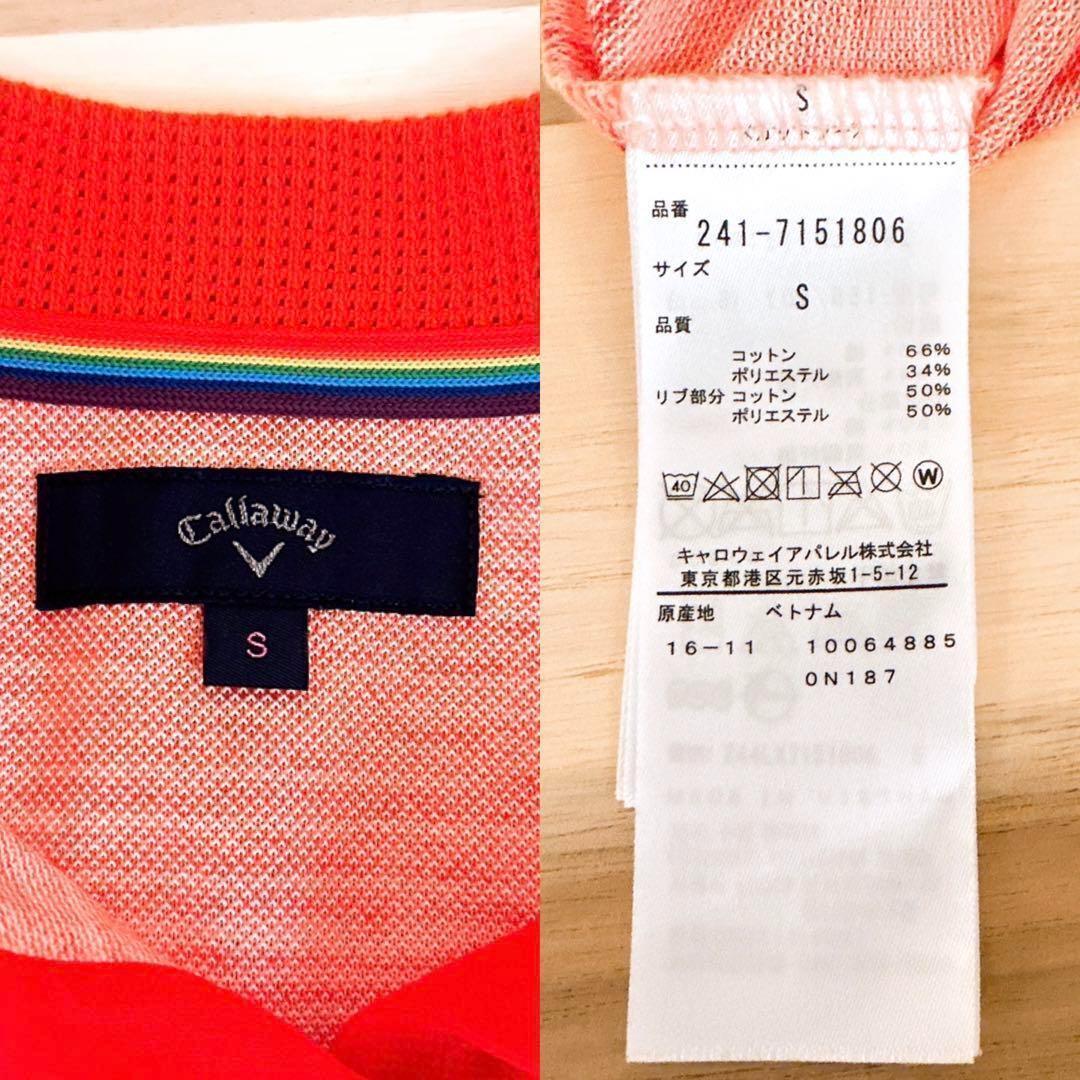 Callaway
S
S
品番
241-7151806
サイズ
S
品質
コットン 66%
ポリエステル 34%
リブ部分 コットン 50%
ポリエステル 50%
40 W
キャロウェイアパレル株式会社
東京都港区元赤坂1-5-12
原産地 ベトナム
16-11 10064885
0N187